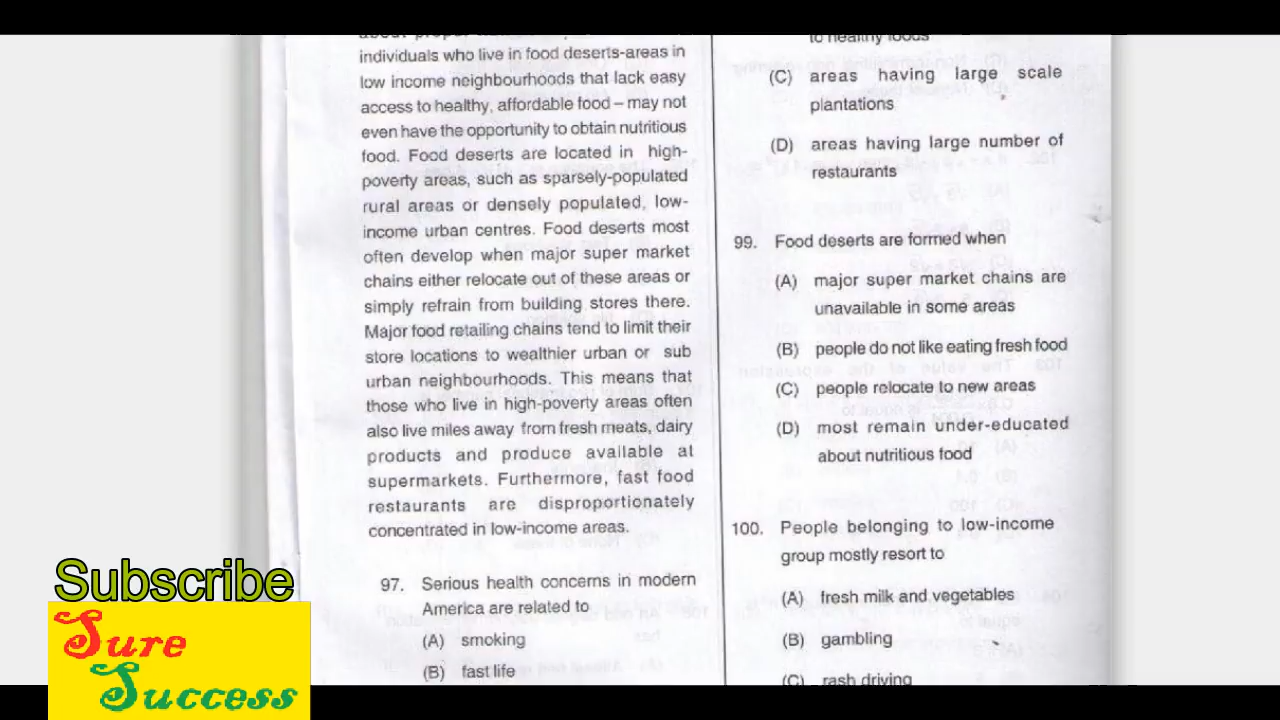 individuals who live in food deserts-areas in
low income neighbourhoods that lack easy
access to healthy, affordable food – may not
even have the opportunity to obtain nutritious
food. Food deserts are located in high-
poverty areas, such as sparsely-populated
rural areas or densely populated, low-
income urban centres. Food deserts most
often develop when major super market
chains either relocate out of these areas or
simply refrain from building stores there.
Major food retailing chains tend to limit their
store locations to wealthier urban or sub
urban neighbourhoods. This means that
those who live in high-poverty areas often
also live miles away from fresh meats, dairy
products and produce available at
supermarkets. Furthermore, fast food
restaurants are disproportionately
concentrated in low-income areas.
97. Serious health concerns in modern
America are related to
(A) smoking
(B) fast life
to healthy foods
(C) areas having large scale
plantations
(D) areas having large number of
restaurants
99. Food deserts are formed when
(A) major super market chains are
unavailable in some areas
(B) people do not like eating fresh food
(C) people relocate to new areas
(D) most remain under-educated
about nutritious food
100. People belonging to low-income
group mostly resort to
(A) fresh milk and vegetables
(B) gambling
(C) rash driving
Subscribe
Sure
Success